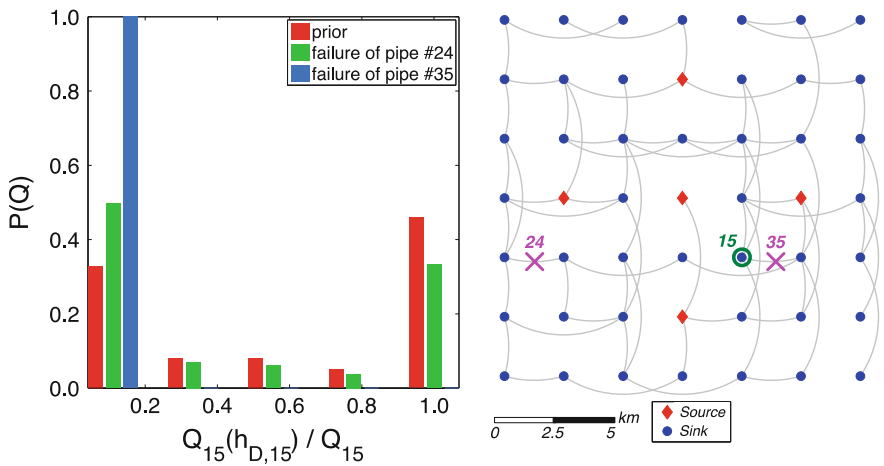 P(Q)
1.0
0.8
0.6
0.4
0.2
0.0
prior
failure of pipe #24
failure of pipe #35
0.2 0.4 0.6 0.8 1.0
Q15(hD,15) / Q15
24
15
35
0 2.5 5 km
Source
Sink